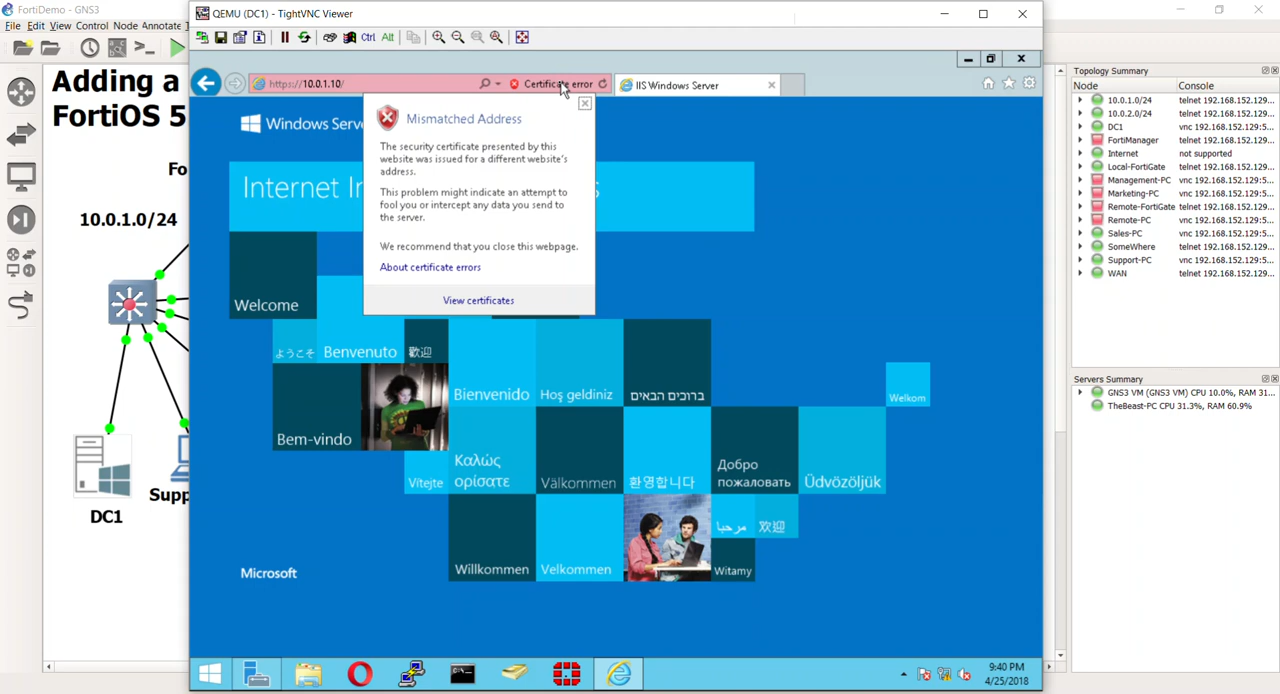 FortiDemo - GNS3
File Edit View Control Node Annotate
Adding a
FortiOS 5
Fo
10.0.1.0/24
DC1
Supp
QEMU (DC1) - TightVNC Viewer
Ctrl Alt
https://10.0.1.10/
Certificate error
IIS Windows Server
Mismatched Address
The security certificate presented by this
website was issued for a different website's
address.
This problem might indicate an attempt to
fool you or intercept any data you send to
the server.
We recommend that you close this webpage.
About certificate errors
View certificates
Windows Serv
Internet In
s
Welcome
ようこそ
Benvenuto
歡迎
Bem-vindo
Bienvenido
Hoş geldiniz
ברוכים הבאים
Welkom
Vítejte
Καλώς
ορίσατε
Välkommen
환영합니다
Добро
пожаловать
Üdvözöljük
Willkommen
Velkommen
مرحبا
欢迎
Witamy
Microsoft
9:40 PM
4/25/2018
Topology Summary
Node Console
10.0.1.0/24 telnet 192.168.152.129:5...
10.0.2.0/24 telnet 192.168.152.129:5...
DC1 vnc 192.168.152.129:5...
FortiManager telnet 192.168.152.129:5...
Internet not supported
Local-FortiGate telnet 192.168.152.129:5...
Management-PC vnc 192.168.152.129:5...
Marketing-PC vnc 192.168.152.129:5...
Remote-FortiGate telnet 192.168.152.129:5...
Remote-PC vnc 192.168.152.129:5...
Sales-PC vnc 192.168.152.129:5...
SomeWhere telnet 192.168.152.129:5...
Support-PC vnc 192.168.152.129:5...
WAN telnet 192.168.152.129:5...
Servers Summary
GNS3 VM (GNS3 VM) CPU 10.0%, RAM 31...
TheBeast-PC CPU 31.3%, RAM 60.9%